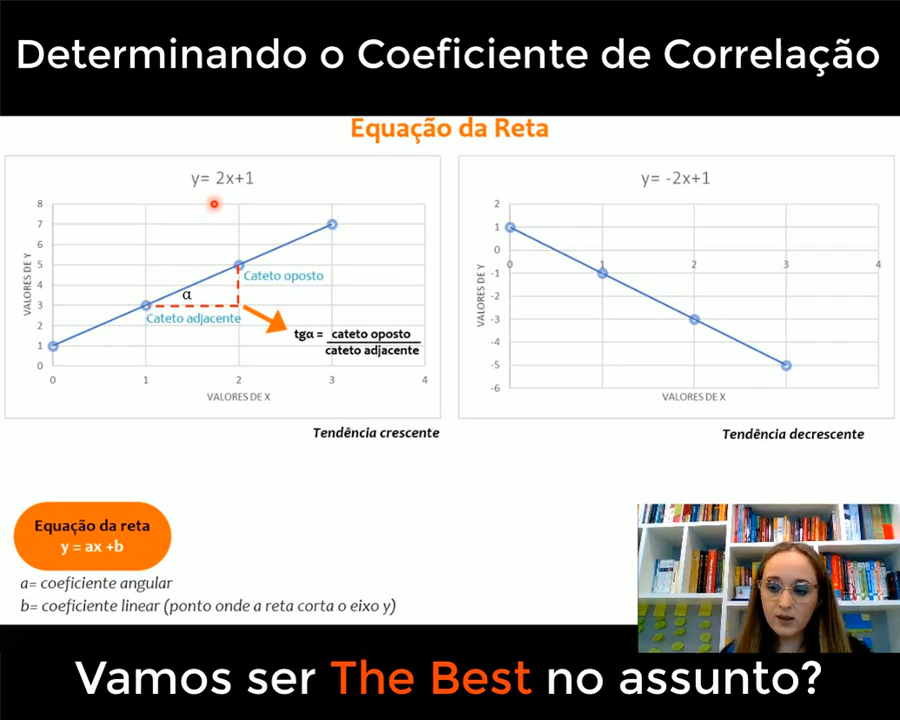 Determinando o Coeficiente de Correlação
Equação da Reta
y= 2x+1
8
7
6
5
4
3
2
1
0
0 1 2 3 4
VALORES DE Y
VALORES DE X
α
Cateto oposto
Cateto adjacente
tgα = cateto oposto
cateto adjacente
Tendência crescente
y= -2x+1
2
1
0
-1
-2
-3
-4
-5
-6
0 1 2 3 4
VALORES DE Y
VALORES DE X
Tendência decrescente
Equação da reta
y = ax +b
a= coeficiente angular
b= coeficiente linear (ponto onde a reta corta o eixo y)
Vamos ser The Best no assunto?